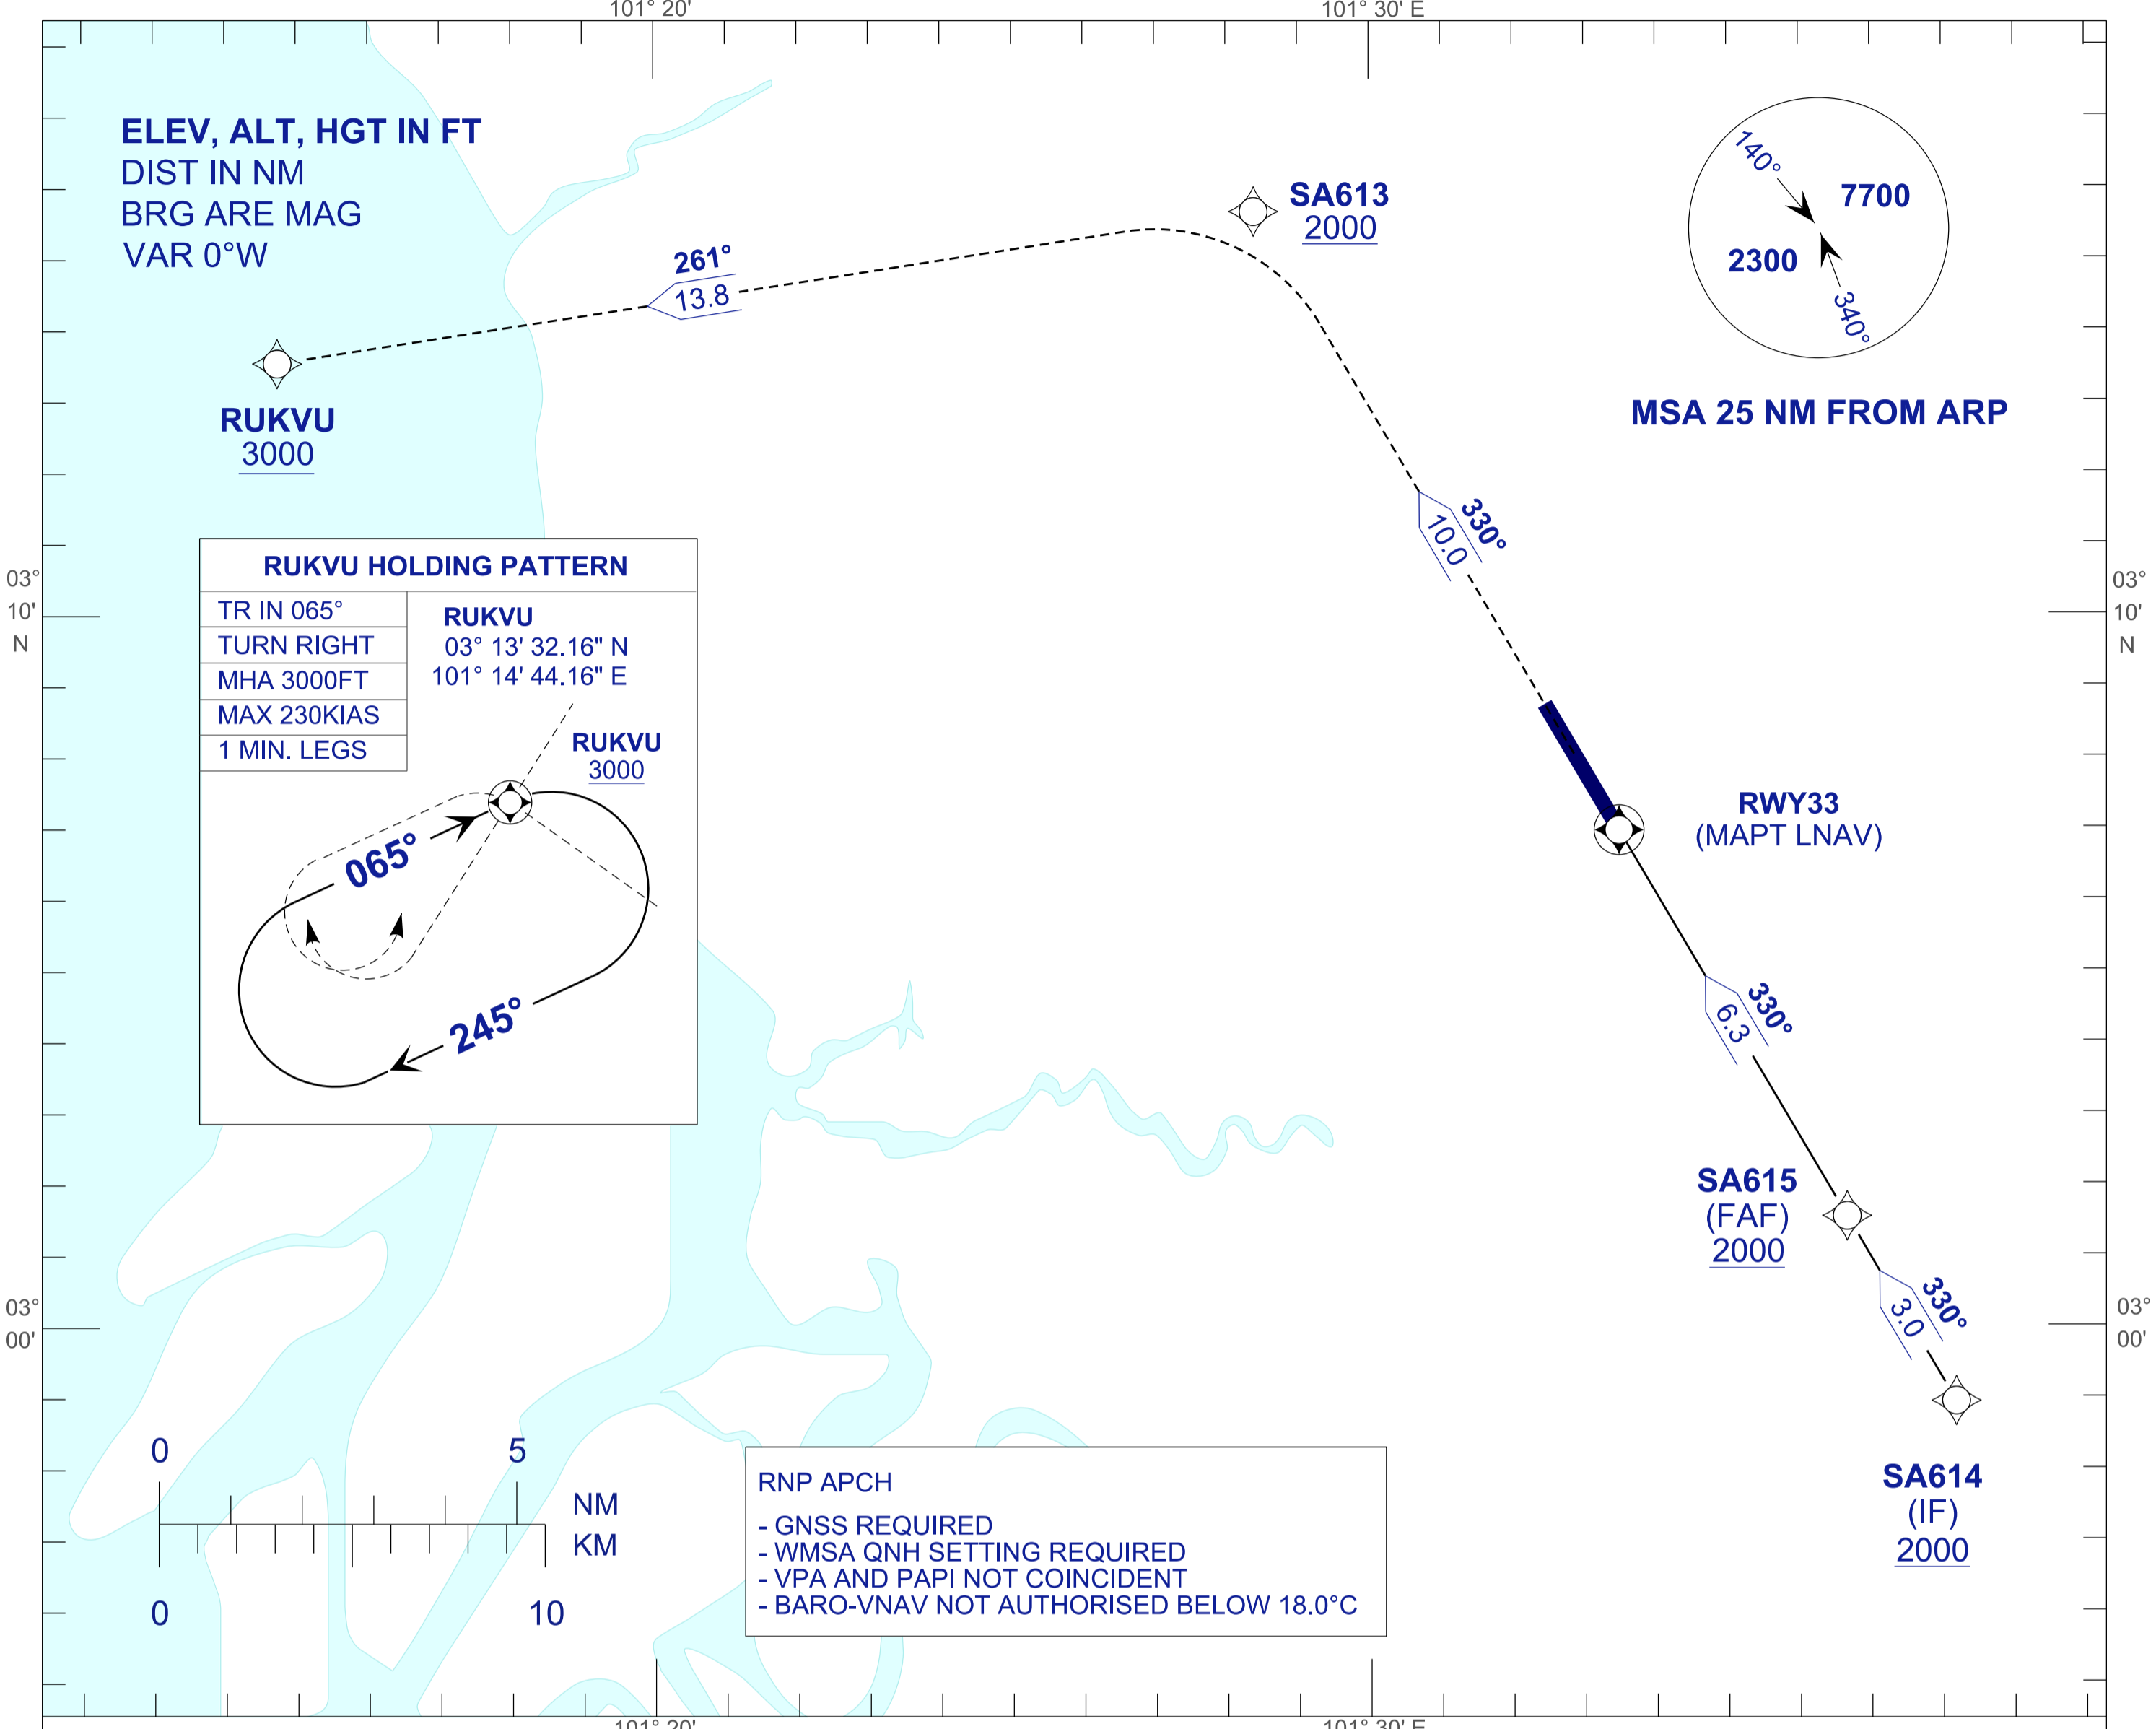 101° 20'
101° 30' E
ELEV, ALT, HGT IN FT
DIST IN NM
BRG ARE MAG
VAR 0°W
SA613
2000
140°
7700
2300
340°
MSA 25 NM FROM ARP
261°
13.8
RUKVU
3000
330°
10.0
03°
10'
N
03°
10'
N
RUKVU HOLDING PATTERN
TR IN 065°
TURN RIGHT
MHA 3000FT
MAX 230KIAS
1 MIN. LEGS
RUKVU
03° 13' 32.16" N
101° 14' 44.16" E
RUKVU
3000
065°
245°
RWY33
(MAPT LNAV)
330°
6.3
SA615
(FAF)
2000
330°
3.0
03°
00'
03°
00'
SA614
(IF)
2000
0
5
NM
KM
0
10
RNP APCH
- GNSS REQUIRED
- WMSA QNH SETTING REQUIRED
- VPA AND PAPI NOT COINCIDENT
- BARO-VNAV NOT AUTHORISED BELOW 18.0°C
101° 20'
101° 30' E